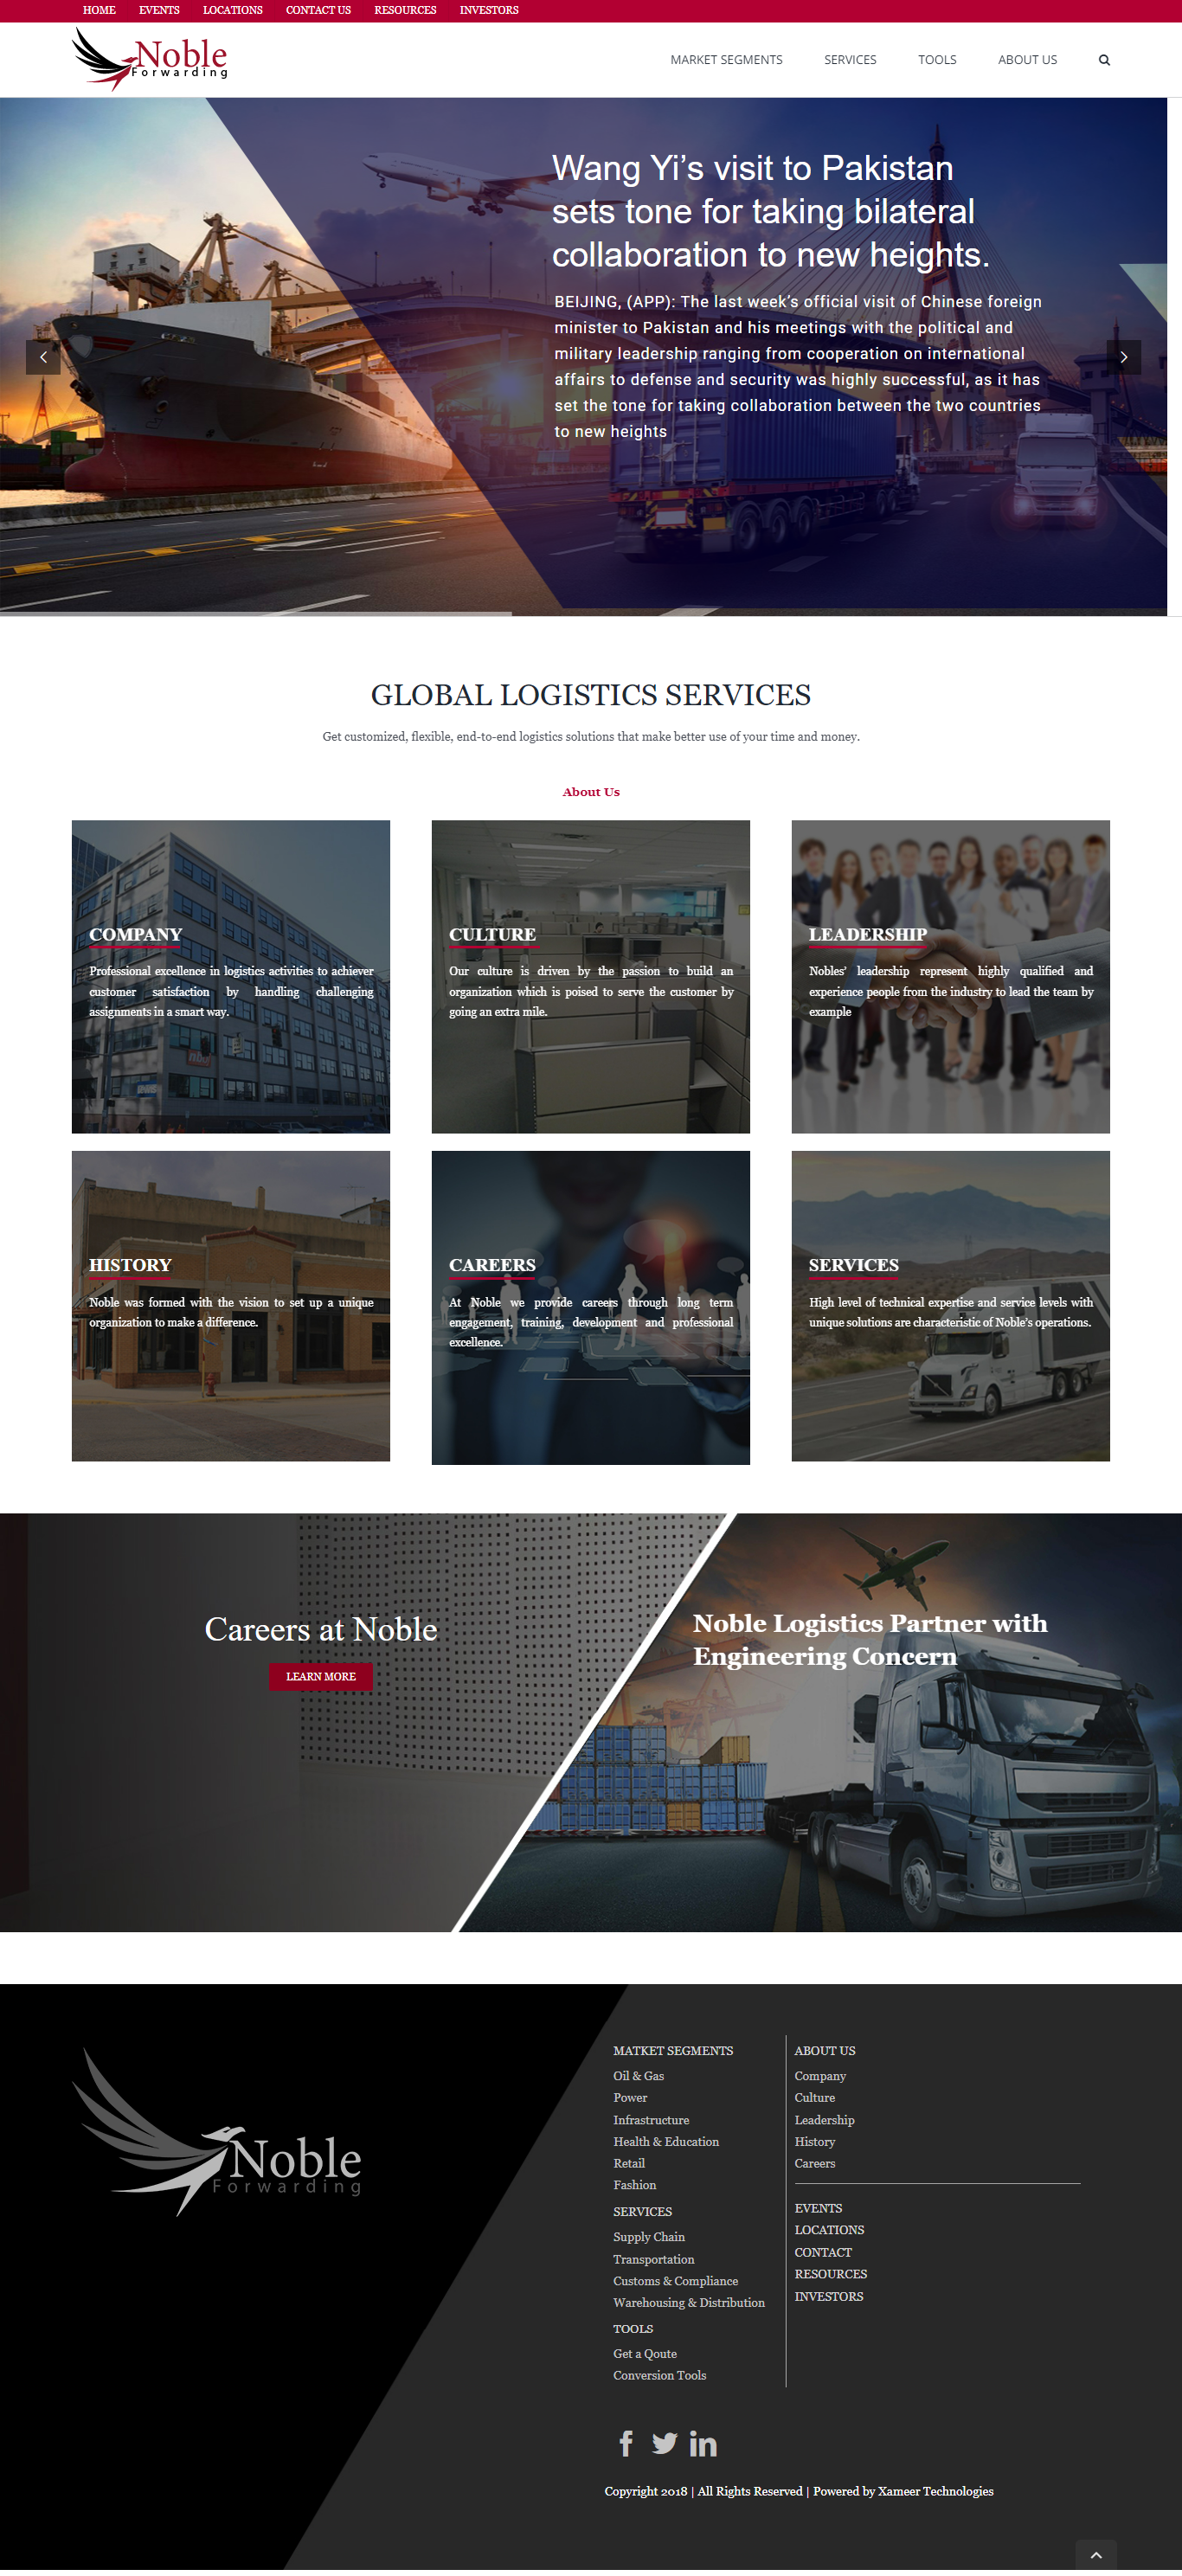 HOME EVENTS LOCATIONS CONTACT US RESOURCES INVESTORS
Noble
Forwarding
MARKET SEGMENTS SERVICES TOOLS ABOUT US
Wang Yi’s visit to Pakistan
sets tone for taking bilateral
collaboration to new heights.
BEIJING, (APP): The last week’s official visit of Chinese foreign
minister to Pakistan and his meetings with the political and
military leadership ranging from cooperation on international
affairs to defense and security was highly successful, as it has
set the tone for taking collaboration between the two countries
to new heights
GLOBAL LOGISTICS SERVICES
Get customized, flexible, end-to-end logistics solutions that make better use of your time and money.
About Us
COMPANY
Professional excellence in logistics activities to achiever
customer satisfaction by handling challenging
assignments in a smart way.
CULTURE
Our culture is driven by the passion to build an
organization which is poised to serve the customer by
going an extra mile.
LEADERSHIP
Nobles’ leadership represent highly qualified and
experience people from the industry to lead the team by
example
HISTORY
Noble was formed with the vision to set up a unique
organization to make a difference.
CAREERS
At Noble we provide careers through long term
engagement, training, development and professional
excellence.
SERVICES
High level of technical expertise and service levels with
unique solutions are characteristic of Noble’s operations.
Careers at Noble
LEARN MORE
Noble Logistics Partner with
Engineering Concern
Noble
Forwarding
MATKET SEGMENTS
Oil & Gas
Power
Infrastructure
Health & Education
Retail
Fashion
SERVICES
Supply Chain
Transportation
Customs & Compliance
Warehousing & Distribution
TOOLS
Get a Qoute
Conversion Tools
ABOUT US
Company
Culture
Leadership
History
Careers
EVENTS
LOCATIONS
CONTACT
RESOURCES
INVESTORS
Copyright 2018 | All Rights Reserved | Powered by Xameer Technologies